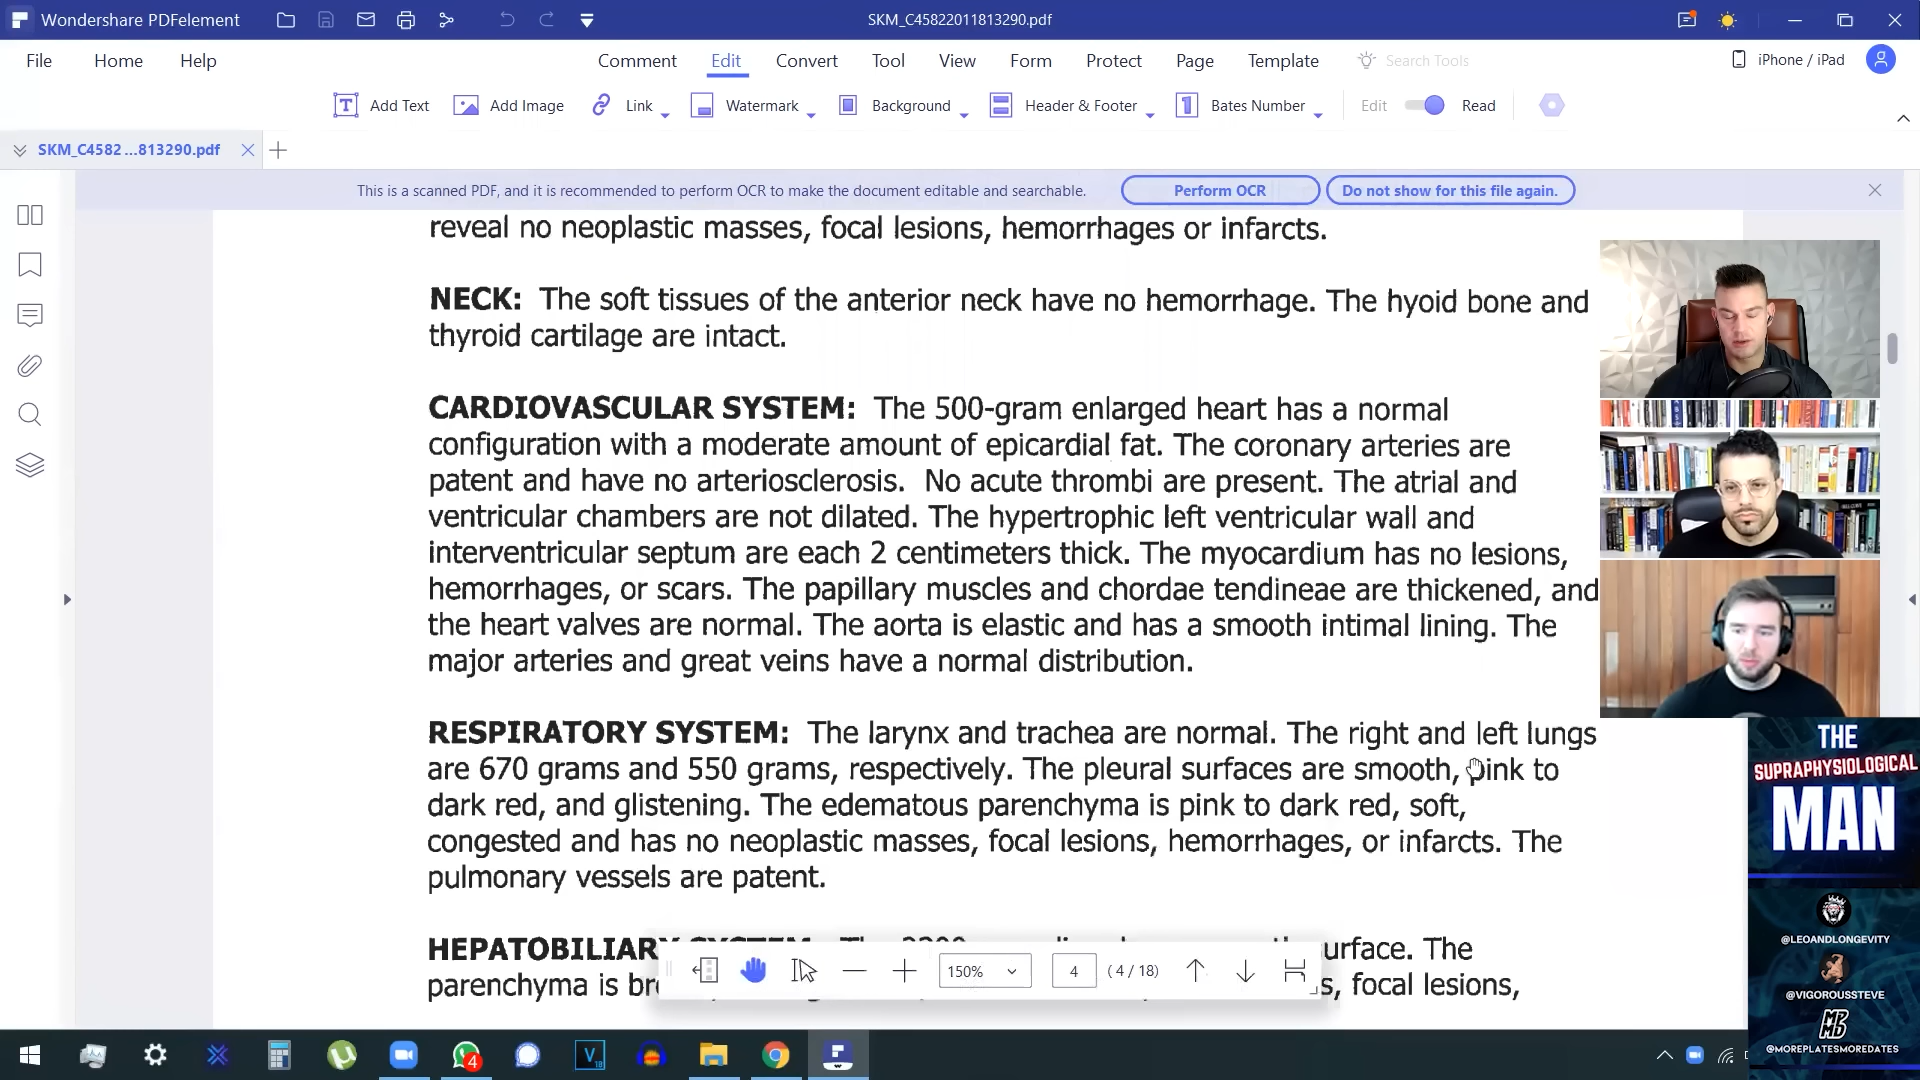 Wondershare PDFelement
SKM_C45822011813290.pdf
File Home Help Comment Edit Convert Tool View Form Protect Page Template Search Tools iPhone / iPad
Add Text Add Image Link Watermark Background Header & Footer Bates Number Edit Read
SKM_C4582 ...813290.pdf
This is a scanned PDF, and it is recommended to perform OCR to make the document editable and searchable. Perform OCR Do not show for this file again.
reveal no neoplastic masses, focal lesions, hemorrhages or infarcts.
NECK: The soft tissues of the anterior neck have no hemorrhage. The hyoid bone and
thyroid cartilage are intact.
CARDIOVASCULAR SYSTEM: The 500-gram enlarged heart has a normal
configuration with a moderate amount of epicardial fat. The coronary arteries are
patent and have no arteriosclerosis. No acute thrombi are present. The atrial and
ventricular chambers are not dilated. The hypertrophic left ventricular wall and
interventricular septum are each 2 centimeters thick. The myocardium has no lesions,
hemorrhages, or scars. The papillary muscles and chordae tendineae are thickened, and
the heart valves are normal. The aorta is elastic and has a smooth intimal lining. The
major arteries and great veins have a normal distribution.
RESPIRATORY SYSTEM: The larynx and trachea are normal. The right and left lungs
are 670 grams and 550 grams, respectively. The pleural surfaces are smooth, pink to
dark red, and glistening. The edematous parenchyma is pink to dark red, soft,
congested and has no neoplastic masses, focal lesions, hemorrhages, or infarcts. The
pulmonary vessels are patent.
HEPATOBILIARY SYSTEM: The
The
parenchyma is
focal lesions,
150% 4 (4 / 18)
THE
SUPRAPHYSIOLOGICAL
MAN
@LEOANDLONGEVITY
@VIGOROUSSTEVE
MP
MD
@MOREPLATESMOREDATES
4
V
18